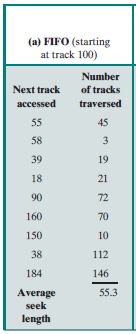 (a) FIFO (starting
at track 100)
Number
Next track of tracks
accessed traversed
55 45
58 3
39 19
18 21
90 72
160 70
150 10
38 112
184 146
Average 55.3
seek
length